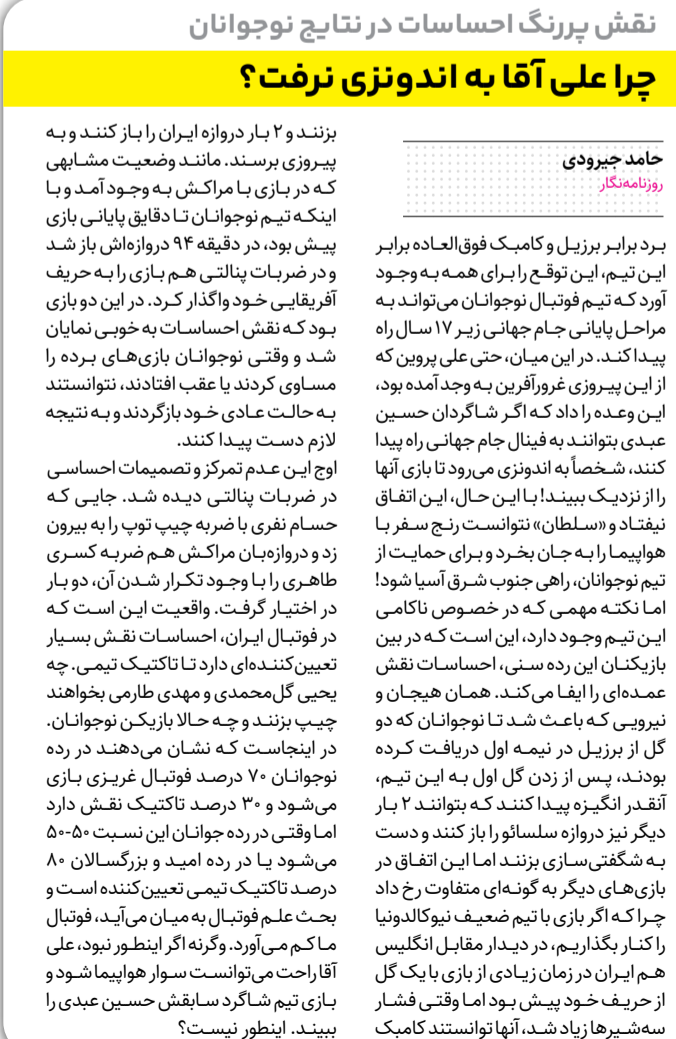 نقش پررنگ احساسات در نتایج نوجوانان
چرا علی آقا به اندونزی نرفت؟
حامد جیرودی
روزنامه‌نگار
برد برابر برزیل و کامبک فوق‌العاده برابر
این تیم، این توقع را برای همه به وجود
آورد که تیم فوتبال نوجوانان می‌تواند به
مراحل پایانی جام جهانی زیر ۱۷ سال راه
پیدا کند. در این میان، حتی علی پروین که
از این پیروزی غرورآفرین به وجد آمده بود،
این وعده را داد که اگر شاگردان حسین
عبدی بتوانند به فینال جام جهانی راه پیدا
کنند، شخصاً به اندونزی می‌رود تا بازی آنها
را از نزدیک ببیند! با این حال، این اتفاق
نیفتاد و «سلطان» نتوانست رنج سفر با
هواپیما را به جان بخرد و برای حمایت از
تیم نوجوانان، راهی جنوب شرق آسیا شود!
اما نکته مهمی که در خصوص ناکامی
این تیم وجود دارد، این است که در بین
بازیکنان این رده سنی، احساسات نقش
عمده‌ای را ایفا می‌کند. همان هیجان و
نیرویی که باعث شد تا نوجوانان که دو
گل از برزیل در نیمه اول دریافت کرده
بودند، پس از زدن گل اول به این تیم،
آنقدر انگیزه پیدا کنند که بتوانند ۲ بار
دیگر نیز دروازه سلسائو را باز کنند و دست
به شگفتی‌سازی بزنند اما این اتفاق در
بازی‌های دیگر به گونه‌ای متفاوت رخ داد
چرا که اگر بازی با تیم ضعیف نیوکالدونیا
را کنار بگذاریم، در دیدار مقابل انگلیس
هم ایران در زمان زیادی از بازی با یک گل
از حریف خود پیش بود اما وقتی فشار
سه‌شیرها زیاد شد، آنها توانستند کامبک
بزنند و ۲ بار دروازه ایران را باز کنند و به
پیروزی برسند. مانند وضعیت مشابهی
که در بازی با مراکش به وجود آمد و با
اینکه تیم نوجوانان تا دقایق پایانی بازی
پیش بود، در دقیقه ۹۴ دروازه‌اش باز شد
و در ضربات پنالتی هم بازی را به حریف
آفریقایی خود واگذار کرد. در این دو بازی
بود که نقش احساسات به خوبی نمایان
شد و وقتی نوجوانان بازی‌های برده را
مساوی کردند یا عقب افتادند، نتوانستند
به حالت عادی خود بازگردند و به نتیجه
لازم دست پیدا کنند.
اوج این عدم تمرکز و تصمیمات احساسی
در ضربات پنالتی دیده شد. جایی که
حسام نفری با ضربه چیپ توپ را به بیرون
زد و دروازه‌بان مراکش هم ضربه کسری
طاهری را با وجود تکرار شدن آن، دو بار
در اختیار گرفت. واقعیت این است که
در فوتبال ایران، احساسات نقش بسیار
تعیین‌کننده‌ای دارد تا تاکتیک تیمی. چه
یحیی گل‌محمدی و مهدی طارمی بخواهند
چیپ بزنند و چه حالا بازیکن نوجوانان.
در اینجاست که نشان می‌دهند در رده
نوجوانان ۷۰ درصد فوتبال غریزی بازی
می‌شود و ۳۰ درصد تاکتیک نقش دارد
اما وقتی در رده جوانان این نسبت ۵۰-۵۰
می‌شود یا در رده امید و بزرگسالان ۸۰
درصد تاکتیک تیمی تعیین‌کننده است و
بحث علم فوتبال به میان می‌آید، فوتبال
ما کم می‌آورد. وگرنه اگر اینطور نبود، علی
آقا راحت می‌توانست سوار هواپیما شود و
بازی تیم شاگرد سابقش حسین عبدی را
ببیند. اینطور نیست؟